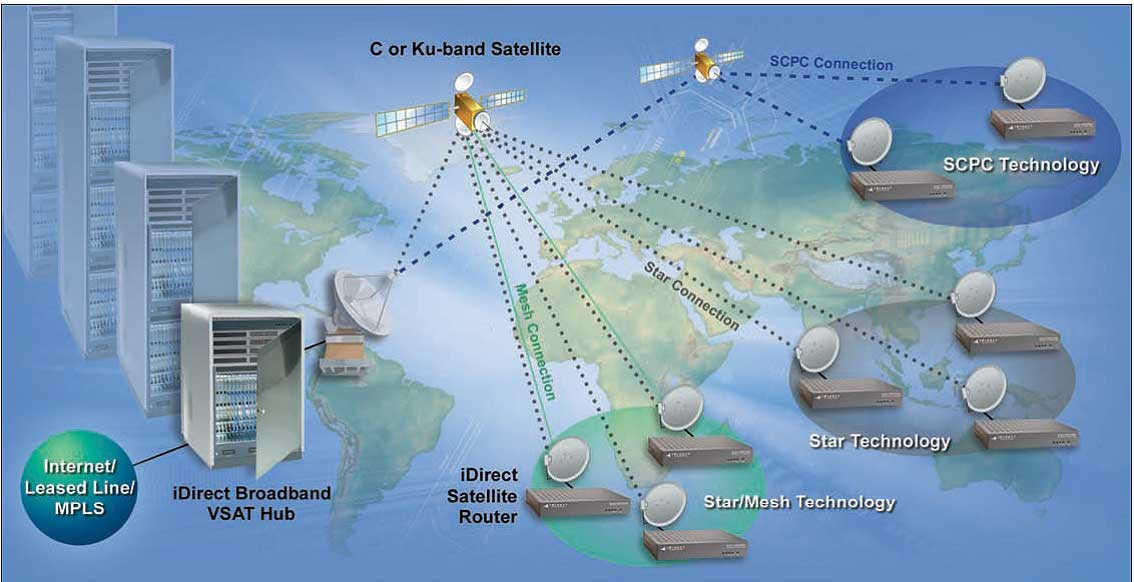 C or Ku-band Satellite
SCPC Connection
SCPC Technology
Star Connection
Mesh Connection
Star Technology
Internet/
Leased Line/
MPLS
iDirect Broadband
VSAT Hub
iDirect
Satellite
Router
Star/Mesh Technology